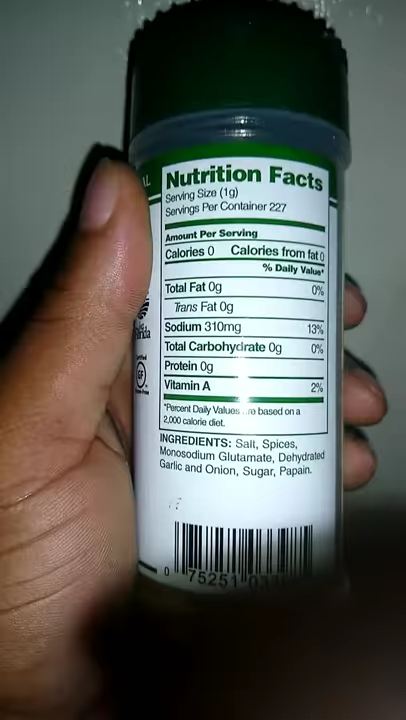 Nutrition Facts
Serving Size (1g)
Servings Per Container 227
Amount Per Serving
Calories 0 Calories from fat 0
% Daily Value*
Total Fat 0g 0%
Trans Fat 0g
Sodium 310mg 13%
Total Carbohydrate 0g 0%
Protein 0g
Vitamin A 2%
*Percent Daily Values are based on a
2,000 calorie diet.
INGREDIENTS: Salt, Spices,
Monosodium Glutamate, Dehydrated
Garlic and Onion, Sugar, Papain.
GF
0 75251